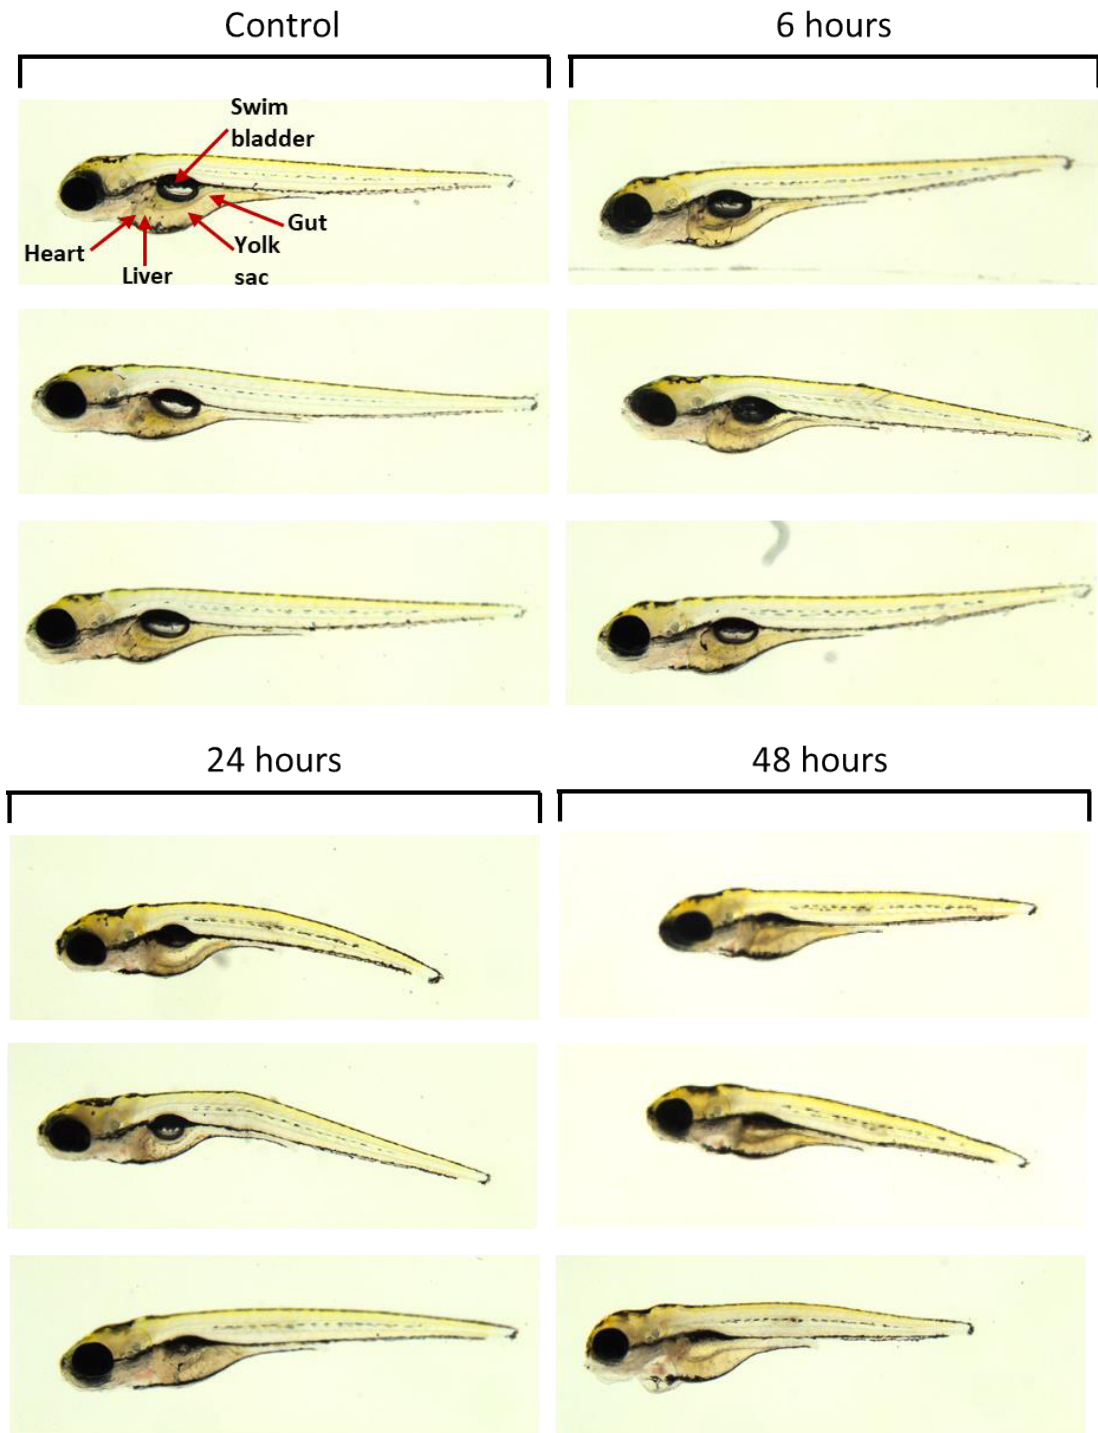 Control
6 hours
Swim
bladder
Gut
Heart
Yolk
Liver
sac
24 hours
48 hours